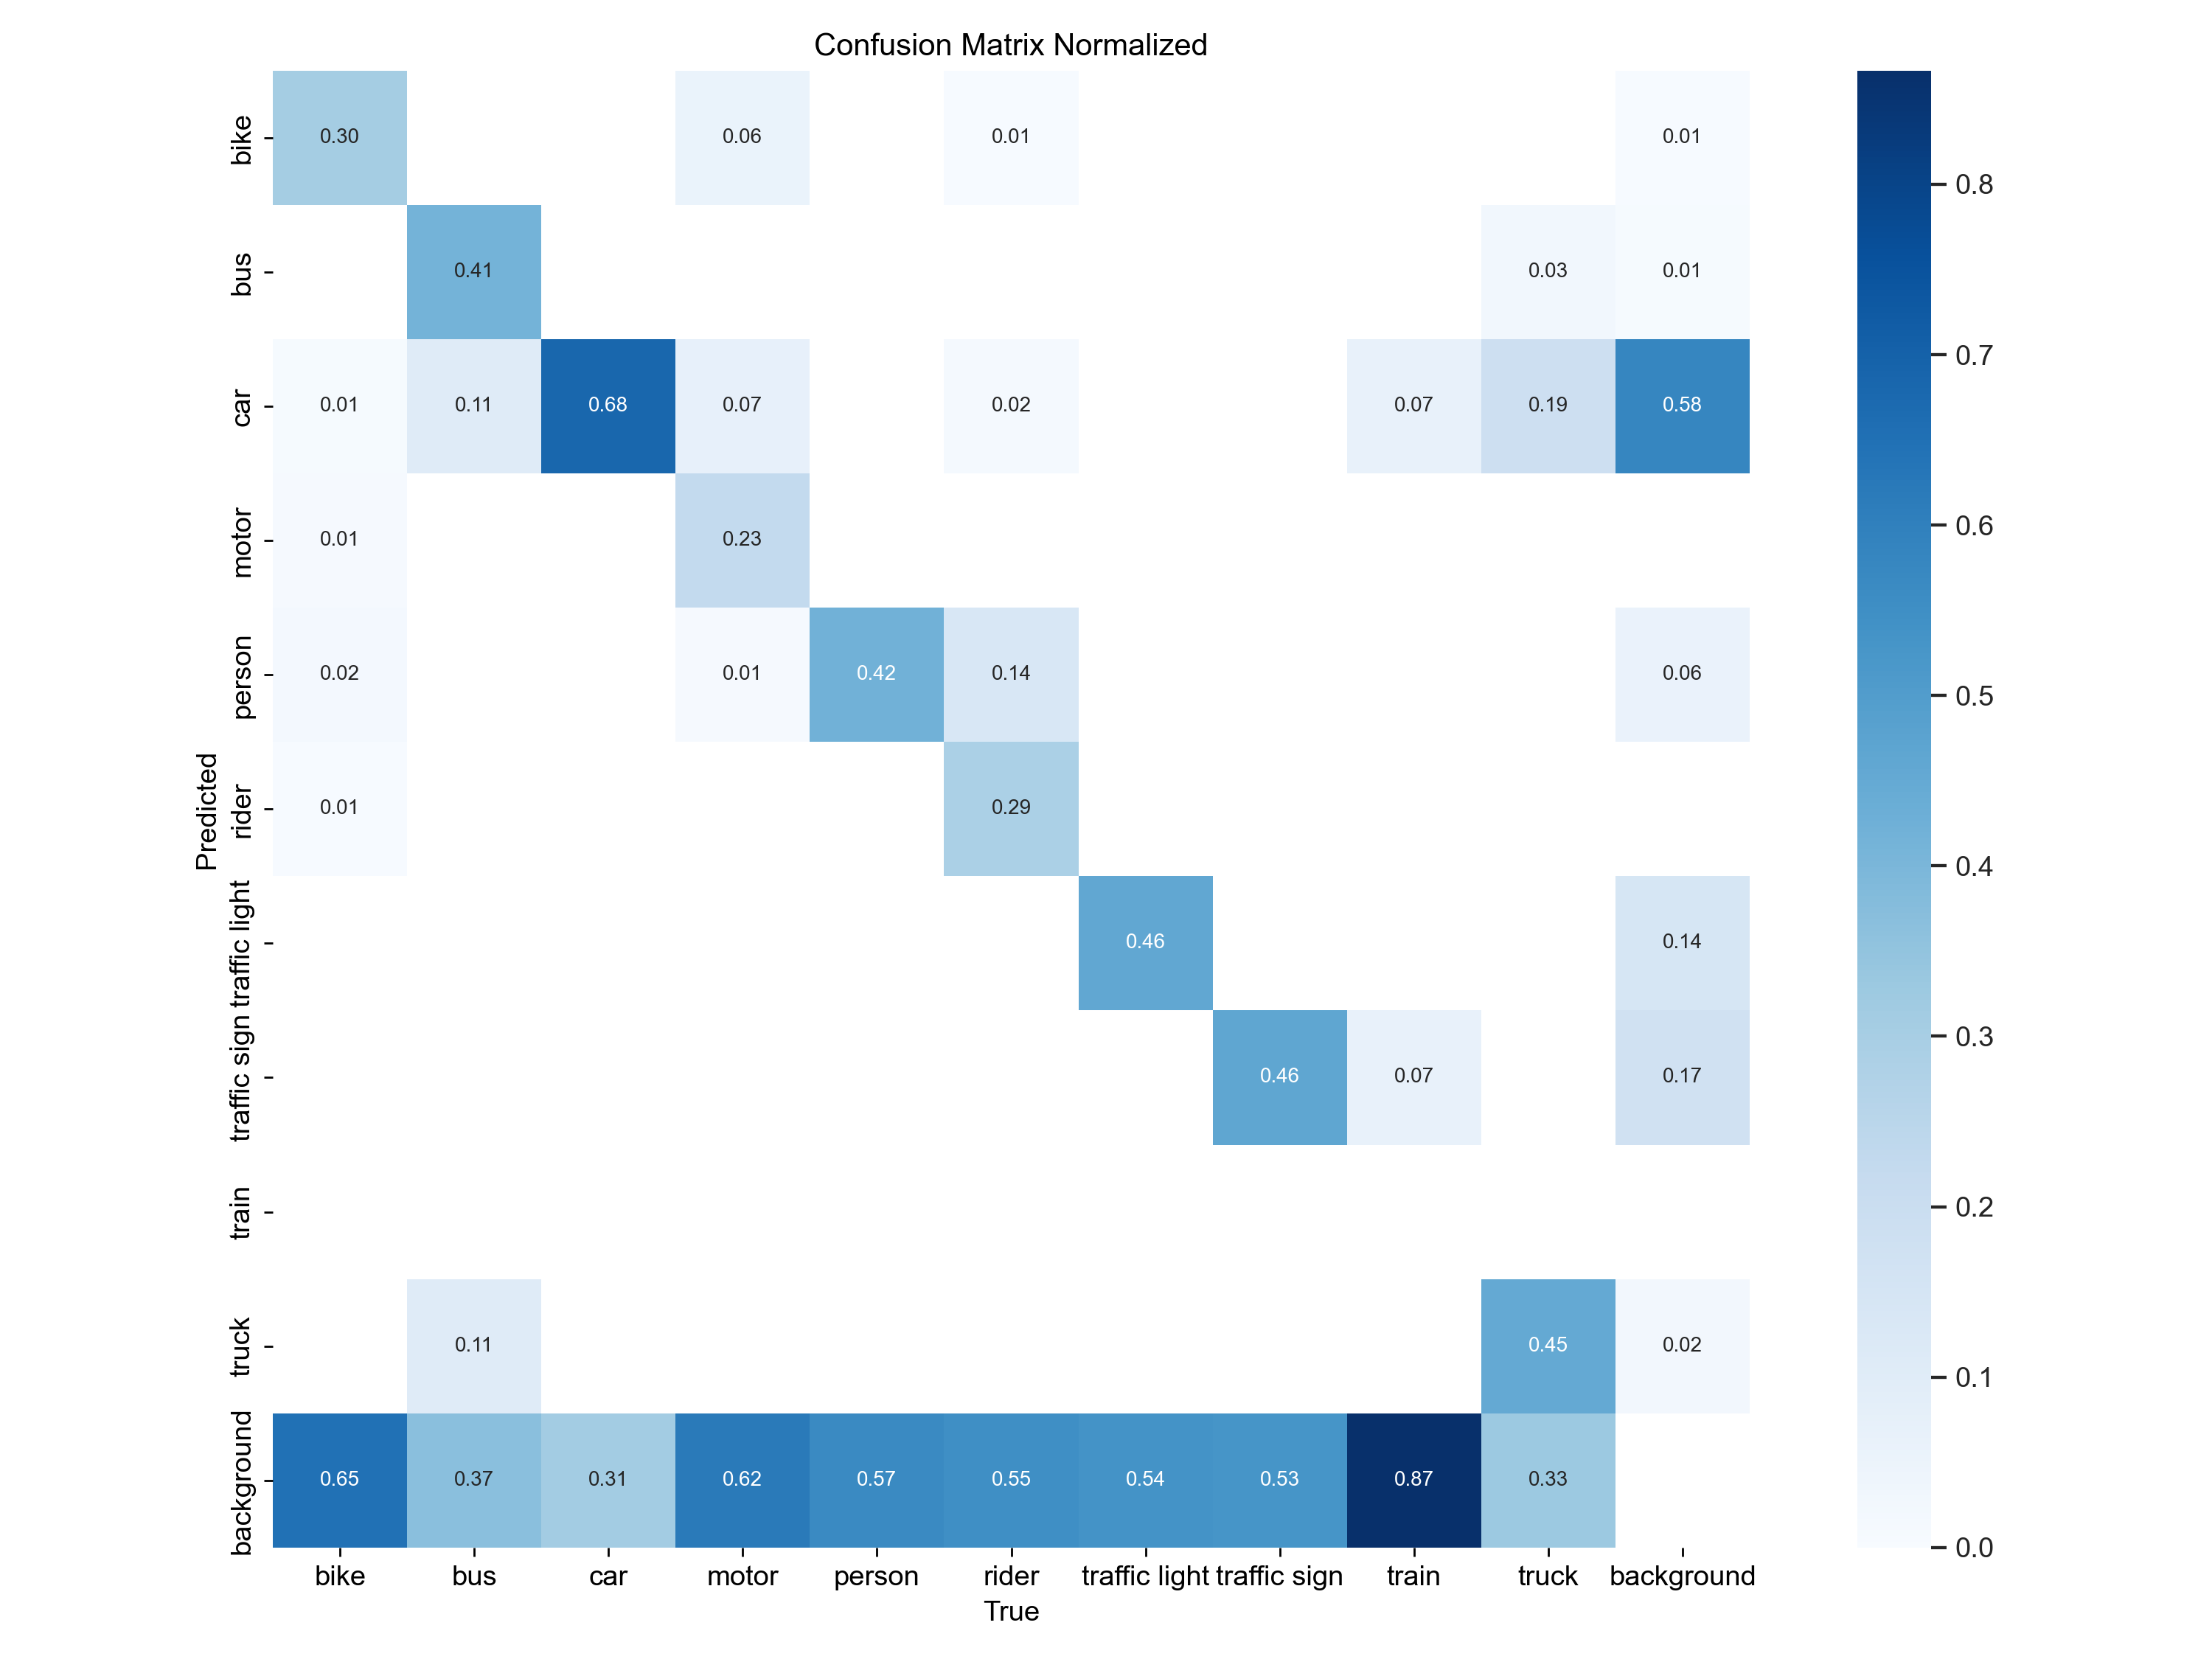 Confusion Matrix Normalized
Predicted
bike 0.30 0.06 0.01 0.01
bus 0.41 0.03 0.01
car 0.01 0.11 0.68 0.07 0.02 0.07 0.19 0.58
motor 0.01 0.23
person 0.02 0.01 0.42 0.14 0.06
rider 0.01 0.29
traffic light 0.46 0.14
traffic sign 0.46 0.07 0.17
train
truck 0.11 0.45 0.02
background 0.65 0.37 0.31 0.62 0.57 0.55 0.54 0.53 0.87 0.33
bike bus car motor person rider traffic light traffic sign train truck background
True
0.8
0.7
0.6
0.5
0.4
0.3
0.2
0.1
0.0